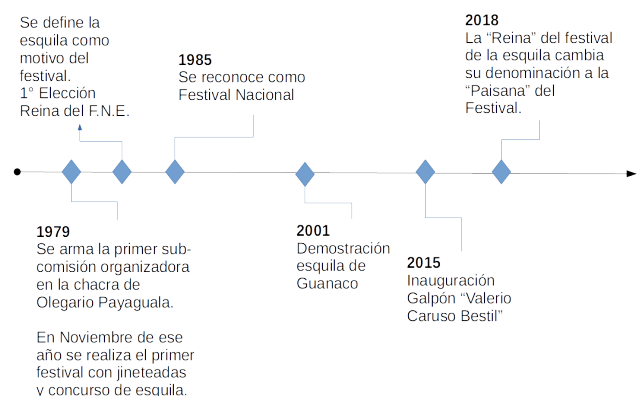 Se define la
esquila como
motivo del
festival.
1° Elección
Reina del F.N.E.
1985
Se reconoce como
Festival Nacional
2018
La “Reina” del festival
de la esquila cambia
su denominación a la
“Paisana” del
Festival.
1979
Se arma la primer sub-
comisión organizadora
en la chacra de
Olegario Payaguala.
En Noviembre de ese
año se realiza el primer
festival con jineteadas
y concurso de esquila.
2001
Demostración
esquila de
Guanaco
2015
Inauguración
Galpón “Valerio
Caruso Bestil”